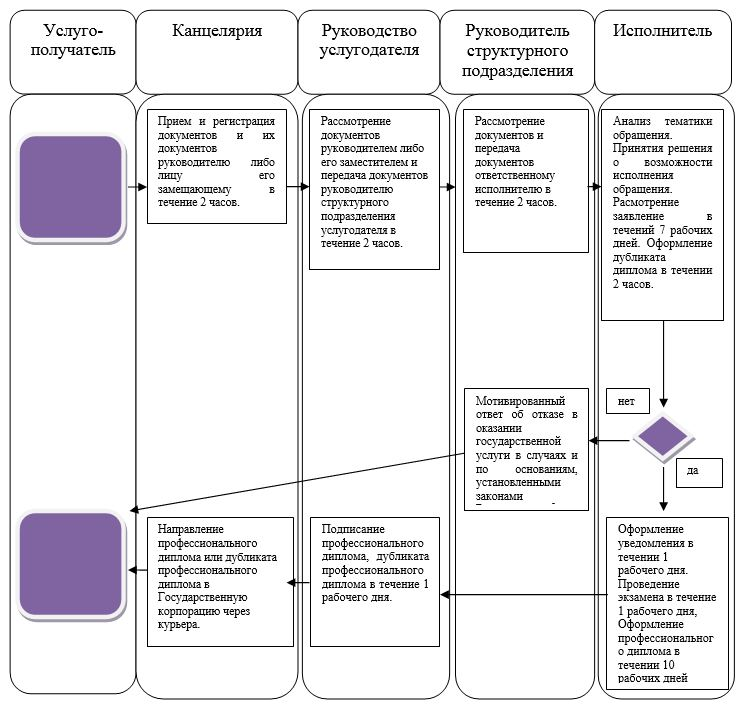 Услуго-
получатель
Канцелярия
Руководство
услугодателя
Руководитель
структурного
подразделения
Исполнитель
Прием и регистрация
документов и их
документов
руководителю либо
лицу его
замещающему в
течение 2 часов.
Рассмотрение
документов
руководителем либо
его заместителем и
передача документов
руководителю
структурного
подразделения
услугодателя в
течение 2 часов.
Рассмотрение
документов и
передача
документов
ответственному
исполнителю в
течение 2 часов.
Анализ тематики
обращения.
Принятия решения
о возможности
исполнения
обращения.
Расмотрение
заявление в
течений 7 рабочих
дней. Оформление
дубликата
диплома в течении
2 часов.
нет
Мотивированный
ответ об отказе в
оказании
государственной
услуги в случаях и
по основаниям,
установленными
законами
да
Направление
профессионального
диплома или дубликата
профессионального
диплома в
Государственную
корпорацию через
курьера.
Подписание
профессионального
диплома, дубликата
профессионального
диплома в течение 1
рабочего дня.
Оформление
уведомления в
течении 1
рабочего дня.
Проведение
экзамена в течение
1 рабочего дня,
Оформление
профессиональног
о диплома в
течении 10
рабочих дней